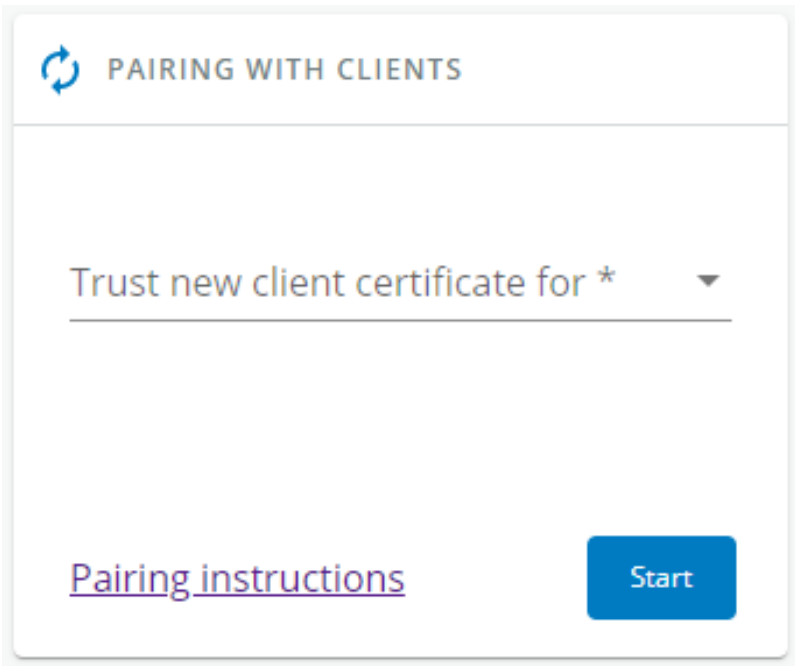 PAIRING WITH CLIENTS
Trust new client certificate for *
Pairing instructions
Start